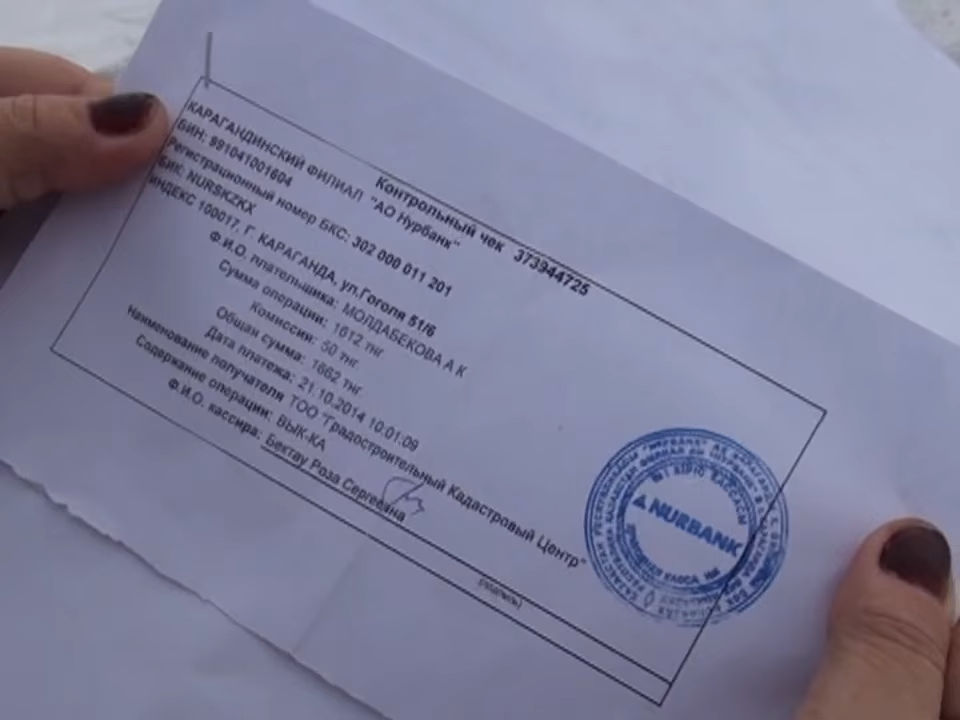 Контрольный чек 373944725
КАРАГАНДИНСКИЙ ФИЛИАЛ "АО Нурбанк"
БИН: 991041001604
Регистрационный номер БКС: 302 000 011 201
БИК: NURSKZKX
ИНДЕКС 100017, Г. КАРАГАНДА, ул.Гоголя 51/6
Ф.И.О. плательщика: МОЛДАБЕКОВА А К
Сумма операции: 1612 тнг
Комиссия: 50 тнг
Общая сумма: 1662 тнг
Дата платежа: 21.10.2014 10:01:09
Наименование получателя ТОО "Градостроительный Кадастровый Центр"
Содержание операции: ВЫК-КА
Ф.И.О. кассира: Бектау Роза Сергеевна
(подпись)
NURBANK